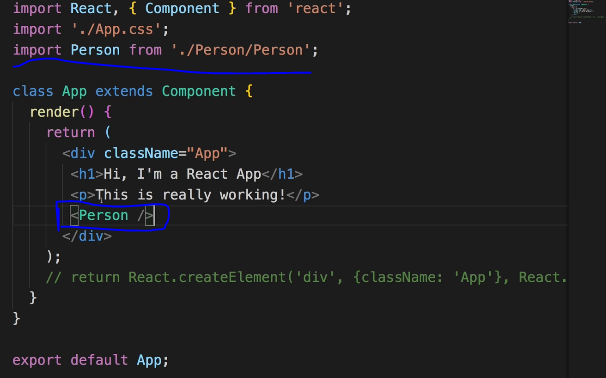 import React, { Component } from 'react';
import './App.css';
import Person from './Person/Person';
class App extends Component {
render() {
return (
<div className="App">
<h1>Hi, I'm a React App</h1>
<p>This is really working!</p>
<Person />
</div>
);
// return React.createElement('div', {className: 'App'}, React.
}
}
export default App;